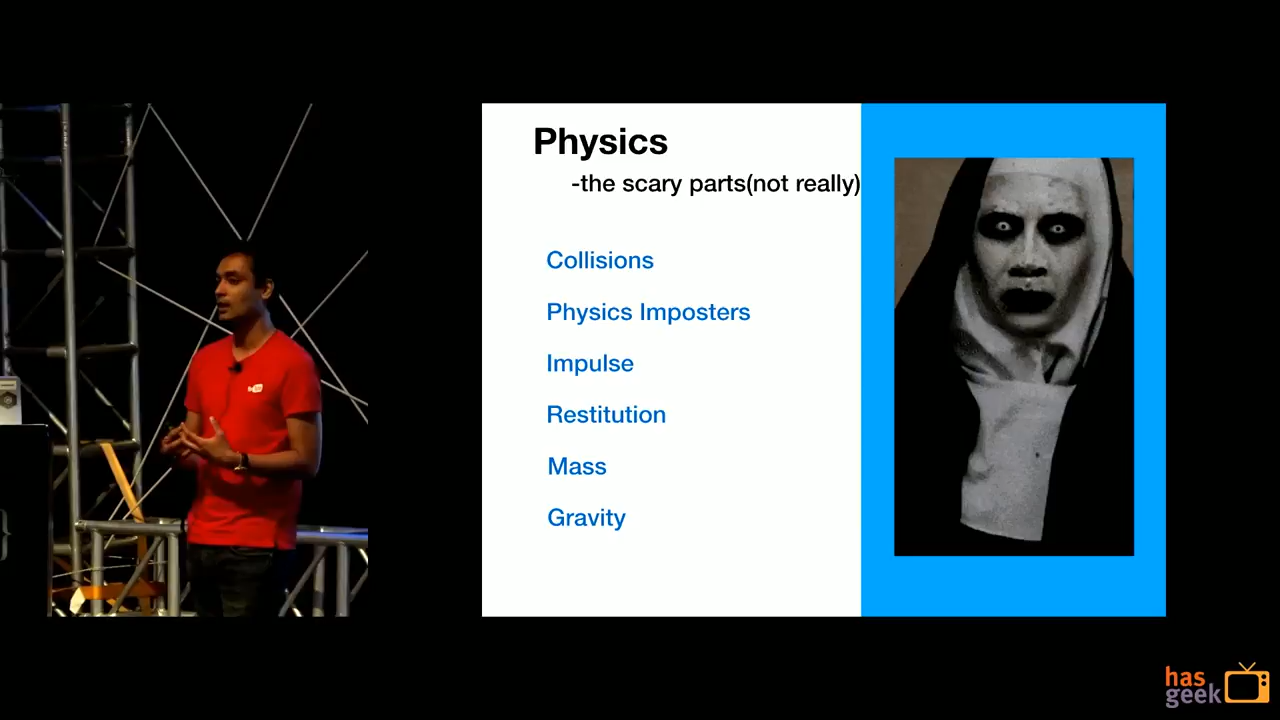 Physics
-the scary parts(not really)
Collisions
Physics Imposters
Impulse
Restitution
Mass
Gravity
has
geek